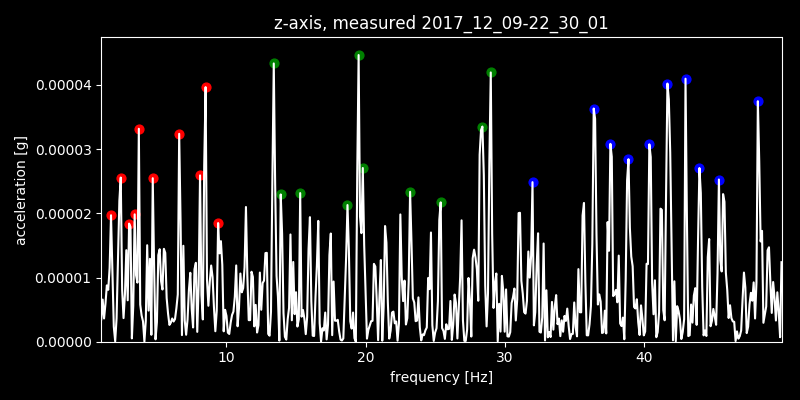 z-axis, measured 2017_12_09-22_30_01
acceleration [g]
0.00004
0.00003
0.00002
0.00001
0.00000
10 20 30 40
frequency [Hz]